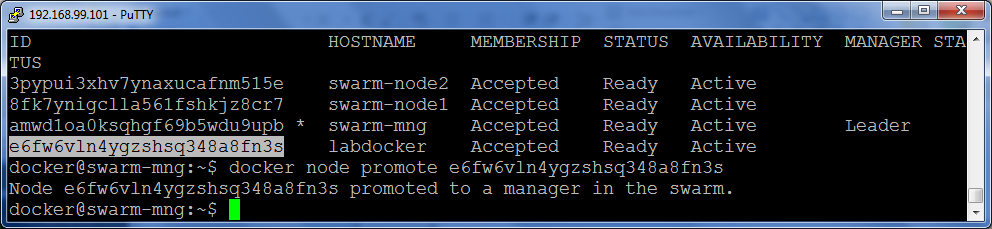 192.168.99.101 - PuTTY
ID HOSTNAME MEMBERSHIP STATUS AVAILABILITY MANAGER STA
TUS
3pypui3xhv7ynaxucafnm515e swarm-node2 Accepted Ready Active
8fk7ynigclla561fshkjz8cr7 swarm-node1 Accepted Ready Active
amwd1oa0ksqhgf69b5wdu9upb * swarm-mng Accepted Ready Active Leader
e6fw6vln4ygzshsq348a8fn3s labdocker Accepted Ready Active
docker@swarm-mng:~$ docker node promote e6fw6vln4ygzshsq348a8fn3s
Node e6fw6vln4ygzshsq348a8fn3s promoted to a manager in the swarm.
docker@swarm-mng:~$